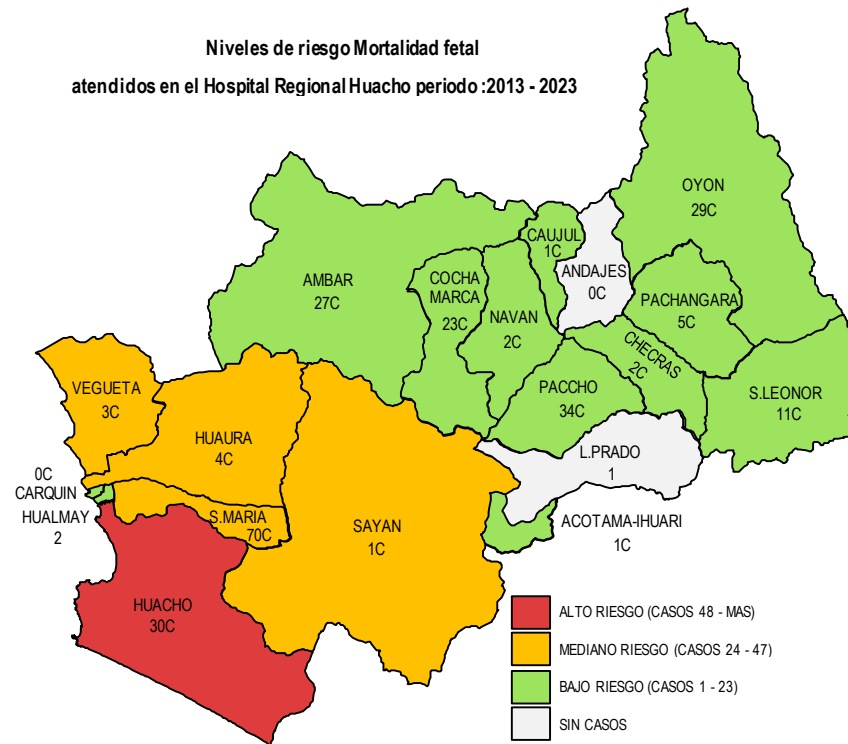 Niveles de riesgo Mortalidad fetal
atendidos en el Hospital Regional Huacho periodo :2013 - 2023
OYON
29C
CAUJUL
1C
ANDAJES
0C
AMBAR
27C
COCHA
MARCA
23C
NAVAN
2C
PACHANGARA
5C
CHECRAS
2C
VEGUETA
3C
PACCHO
34C
S.LEONOR
11C
HUAURA
4C
L.PRADO
1
0C
CARQUIN
HUALMAY
2
S.MARIA
70C
SAYAN
1C
ACOTAMA-IHUARI
1C
HUACHO
30C
ALTO RIESGO (CASOS 48 - MAS)
MEDIANO RIESGO (CASOS 24 - 47)
BAJO RIESGO (CASOS 1 - 23)
SIN CASOS